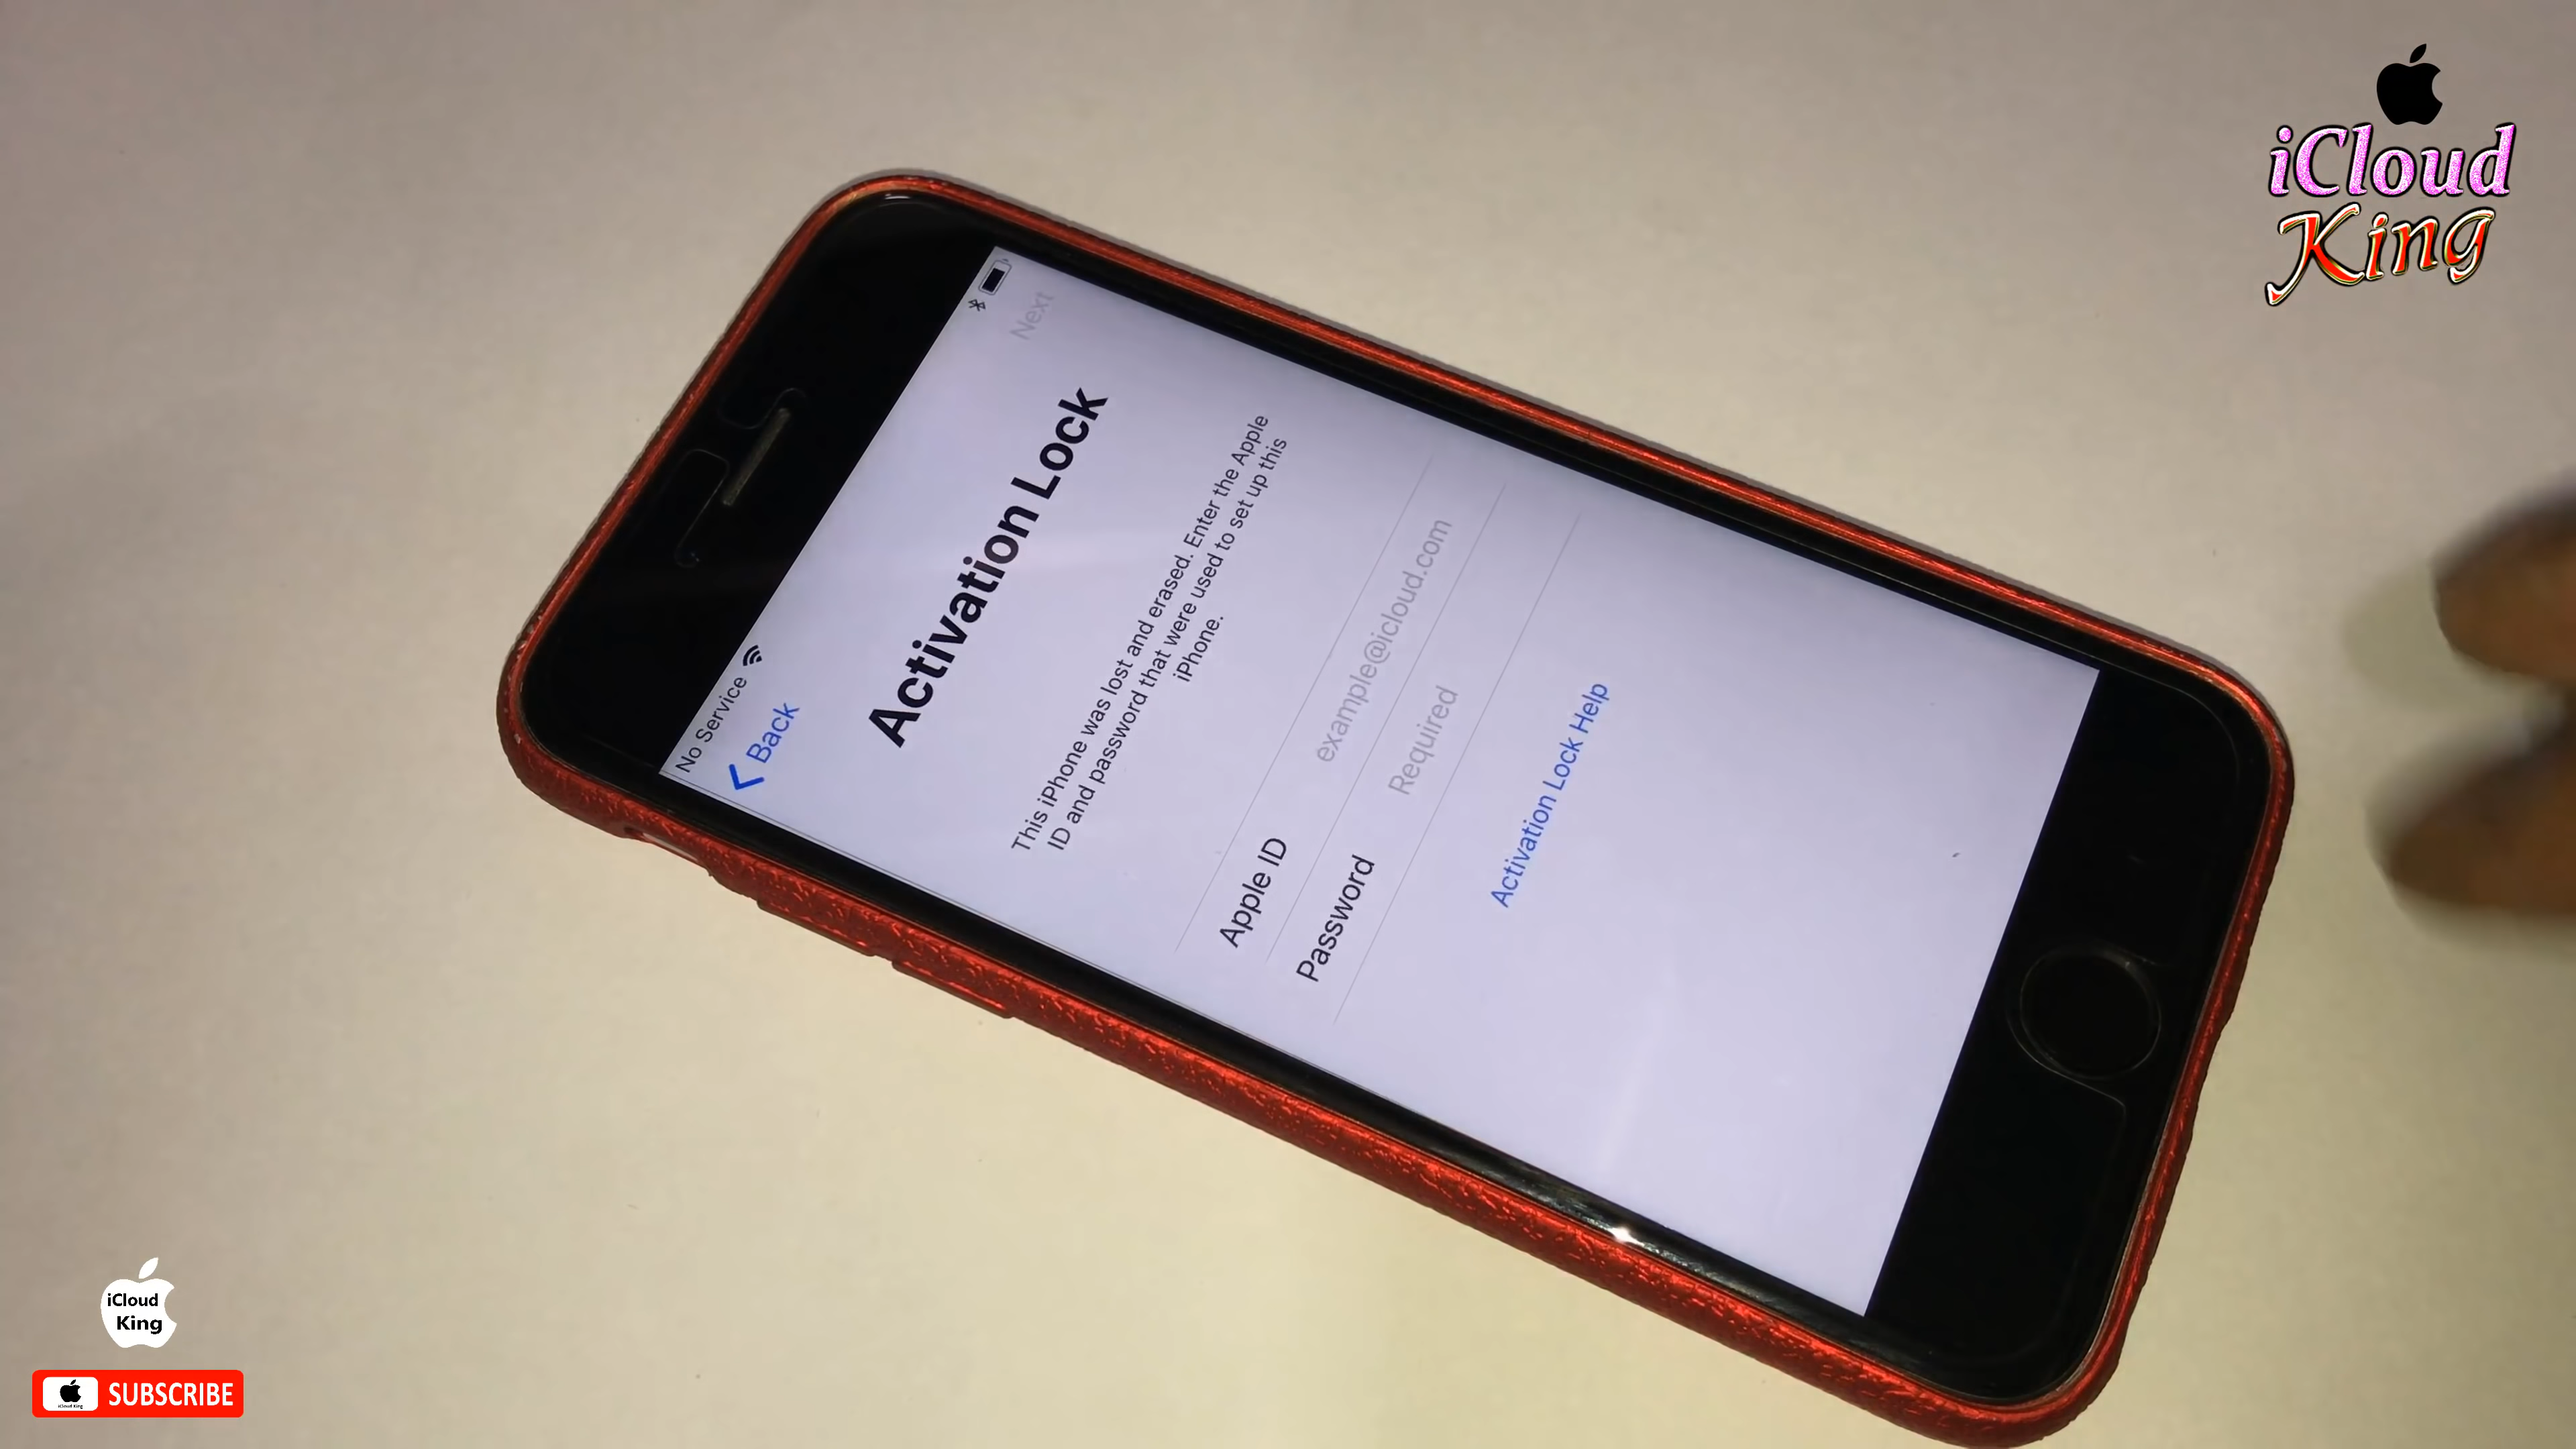 No Service
Back
Next
Activation Lock
This iPhone was lost and erased. Enter the Apple
ID and password that were used to set up this
iPhone.
Apple ID example@icloud.com
Password Required
Activation Lock Help
iCloud
King
iCloud
King
SUBSCRIBE
iCloud King